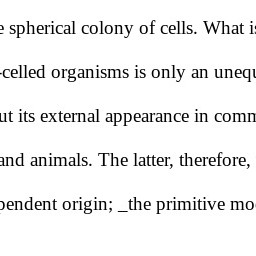 spherical colony of cells. What is
-celled organisms is only an unequ
ut its external appearance in comm
and animals. The latter, therefore,
pendent origin; _the primitive mo